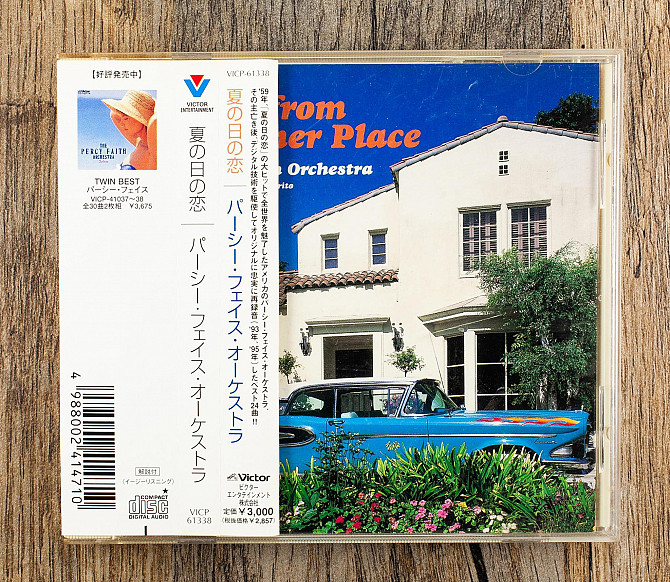 【好評発売中】
THE
PERCY FAITH
ORCHESTRA
TWIN BEST
パーシー・フェイス
VICP-41037〜38
全30曲2枚組 ¥3,675
4 988002 414710
VICTOR
ENTERTAINMENT
夏の日の恋 パーシー・フェイス・オーケストラ
解説付
(イージーリスニング)
COMPACT
disc
DIGITAL AUDIO
VICP
61338
VICP-61338
夏の日の恋 パーシー・フェイス・オーケストラ
'59年、「夏の日の恋」の大ヒットで全世界を魅了したアメリカのパーシー・フェイス・オーケストラ。
その主亡き後、デジタル技術を駆使してオリジナルに忠実に再録音('93年、'95年)したベスト24曲!!
Victor
ビクター
エンタテインメント
株式会社
定価 ¥3,000
(税抜価格¥2,857)
from
her Place
Orchestra
rito